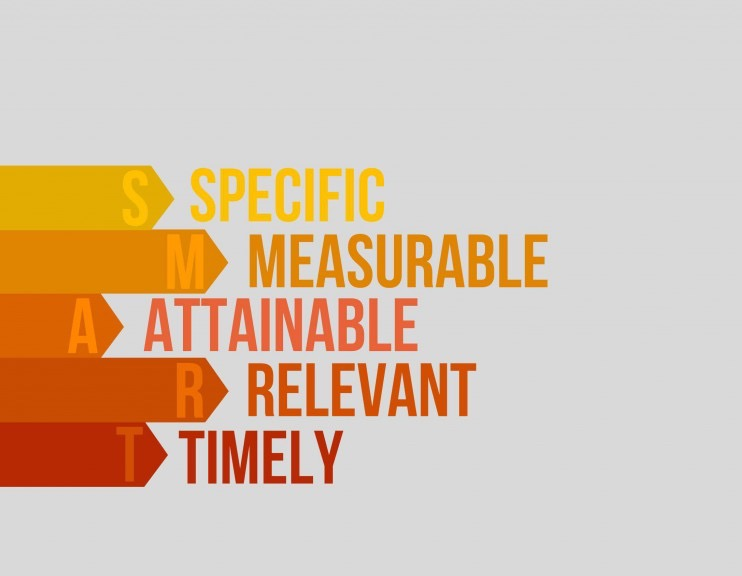 S SPECIFIC
M MEASURABLE
A ATTAINABLE
R RELEVANT
T TIMELY